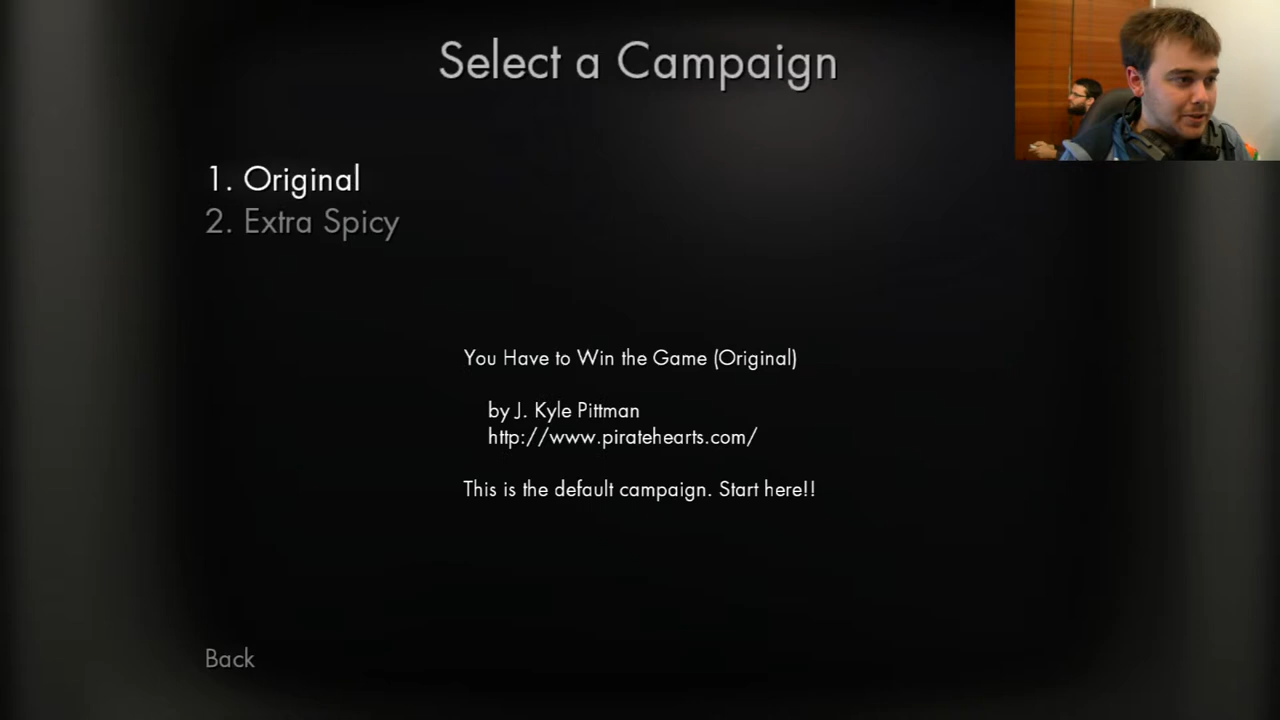 Select a Campaign
1. Original
2. Extra Spicy
You Have to Win the Game (Original)
by J. Kyle Pittman
http://www.piratehearts.com/
This is the default campaign. Start here!!
Back